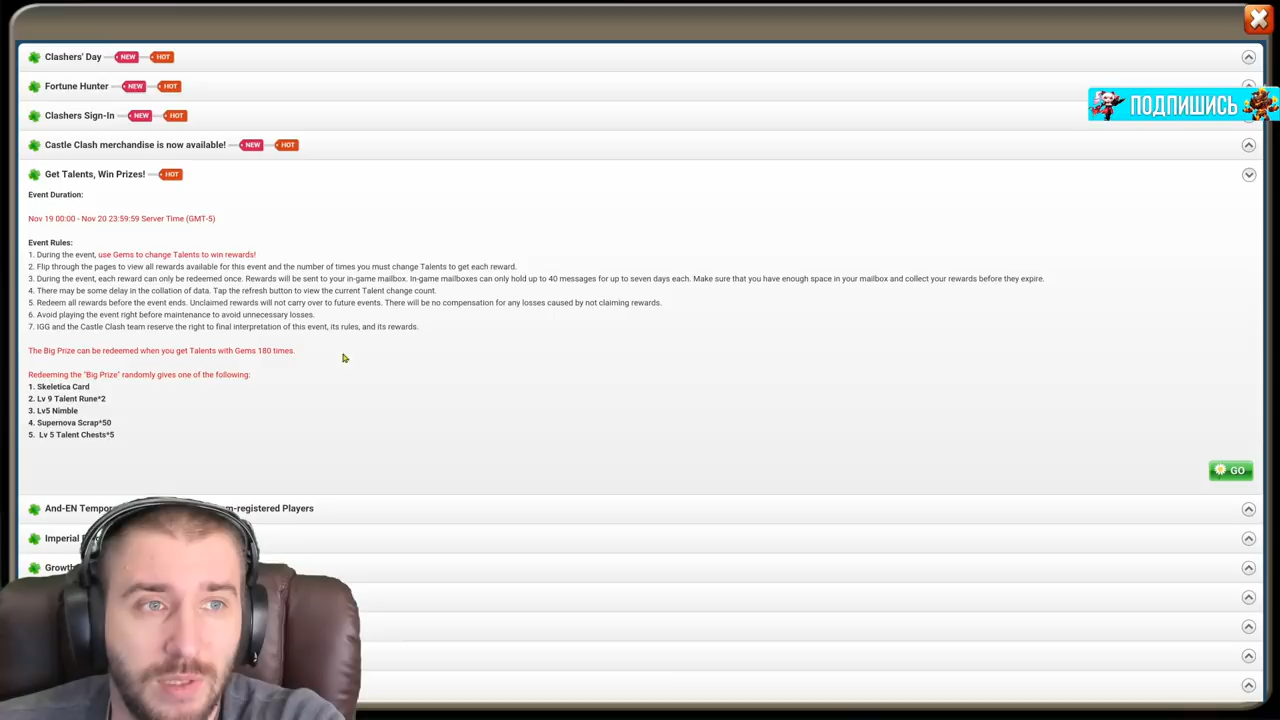 Clashers' Day NEW HOT
Fortune Hunter NEW HOT
ПОДПИШИСЬ
Clashers Sign-In NEW HOT
Castle Clash merchandise is now available! NEW HOT
Get Talents, Win Prizes! HOT
Event Duration:
Nov 19 00:00 - Nov 20 23:59:59 Server Time (GMT-5)
Event Rules:
1. During the event, use Gems to change Talents to win rewards!
2. Flip through the pages to view all rewards available for this event and the number of times you must change Talents to get each reward.
3. During the event, each reward can only be redeemed once. Rewards will be sent to your in-game mailbox. In-game mailboxes can only hold up to 40 messages for up to seven days each. Make sure that you have enough space in your mailbox and collect your rewards before they expire.
4. There may be some delay in the collation of data. Tap the refresh button to view the current Talent change count.
5. Redeem all rewards before the event ends. Unclaimed rewards will not carry over to future events. There will be no compensation for any losses caused by not claiming rewards.
6. Avoid playing the event right before maintenance to avoid unnecessary losses.
7. IGG and the Castle Clash team reserve the right to final interpretation of this event, its rules, and its rewards.
The Big Prize can be redeemed when you get Talents with Gems 180 times.
Redeeming the "Big Prize" randomly gives one of the following:
1. Skeletica Card
2. Lv 9 Talent Rune*2
3. Lv5 Nimble
4. Supernova Scrap*50
5. Lv 5 Talent Chests*5
GO
And-EN m-registered Players
Imperial